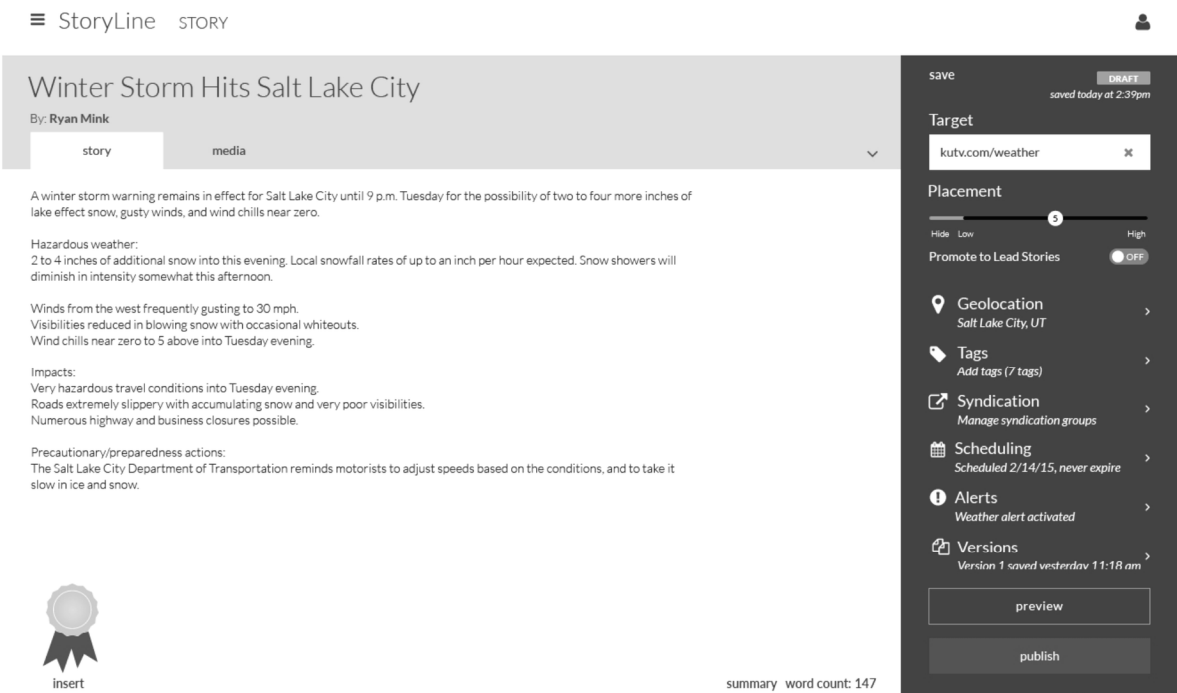 StoryLine STORY
Winter Storm Hits Salt Lake City
By: Ryan Mink
story media
A winter storm warning remains in effect for Salt Lake City until 9 p.m. Tuesday for the possibility of two to four more inches of
lake effect snow, gusty winds, and wind chills near zero.
Hazardous weather:
2 to 4 inches of additional snow into this evening. Local snowfall rates of up to an inch per hour expected. Snow showers will
diminish in intensity somewhat this afternoon.
Winds from the west frequently gusting to 30 mph.
Visibilities reduced in blowing snow with occasional whiteouts.
Wind chills near zero to 5 above into Tuesday evening.
Impacts:
Very hazardous travel conditions into Tuesday evening.
Roads extremely slippery with accumulating snow and very poor visibilities.
Numerous highway and business closures possible.
Precautionary/preparedness actions:
The Salt Lake City Department of Transportation reminds motorists to adjust speeds based on the conditions, and to take it
slow in ice and snow.
insert
summary word count: 147
save DRAFT
saved today at 2:39pm
Target
kutv.com/weather
Placement
5
Hide Low High
Promote to Lead Stories OFF
Geolocation
Salt Lake City, UT
Tags
Add tags (7 tags)
Syndication
Manage syndication groups
Scheduling
Scheduled 2/14/15, never expire
Alerts
Weather alert activated
Versions
Version 1 saved yesterday 11:18 am
preview
publish